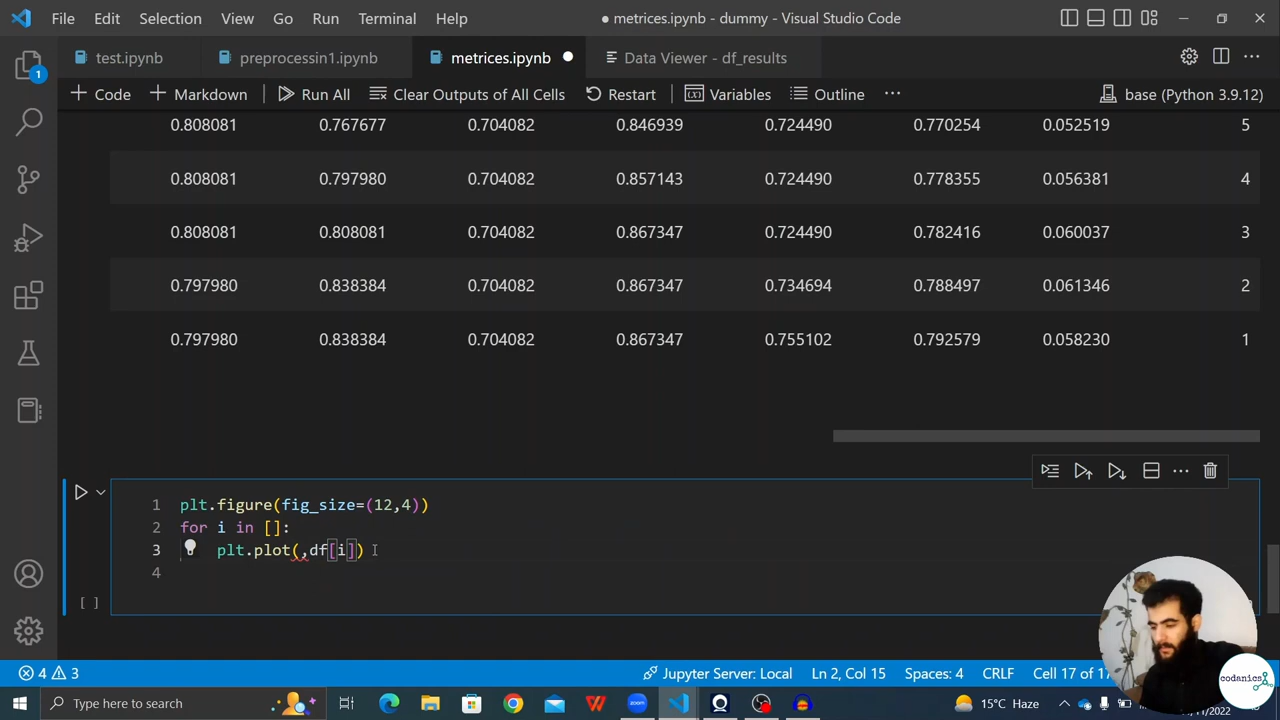 File Edit Selection View Go Run Terminal Help ● metrices.ipynb - dummy - Visual Studio Code
test.ipynb preprocessin1.ipynb metrices.ipynb Data Viewer - df_results
1
+ Code + Markdown Run All Clear Outputs of All Cells Restart Variables Outline ··· base (Python 3.9.12)
0.808081 0.767677 0.704082 0.846939 0.724490 0.770254 0.052519 5
0.808081 0.797980 0.704082 0.857143 0.724490 0.778355 0.056381 4
0.808081 0.808081 0.704082 0.867347 0.724490 0.782416 0.060037 3
0.797980 0.838384 0.704082 0.867347 0.734694 0.788497 0.061346 2
0.797980 0.838384 0.704082 0.867347 0.755102 0.792579 0.058230 1
1 plt.figure(fig_size=(12,4))
2 for i in []:
3 plt.plot(,df[i])
4
[ ]
4 3 Jupyter Server: Local Ln 2, Col 15 Spaces: 4 CRLF Cell 17 of 17
codanics
Type here to search 15°C Haze
/11/2022